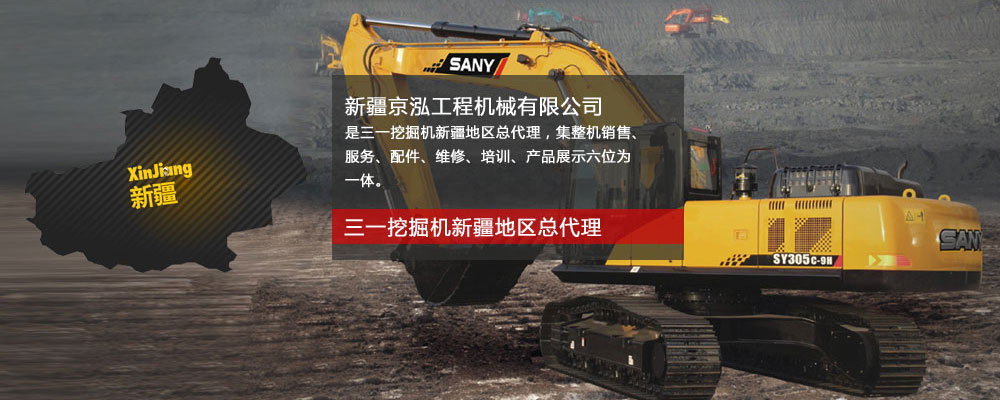 XinJiang
新疆
SANY
新疆京泓工程机械有限公司
是三一挖掘机新疆地区总代理，集整机销售、
服务、配件、维修、培训、产品展示六位为
一体。
三一挖掘机新疆地区总代理
SANY
SY305C-9H